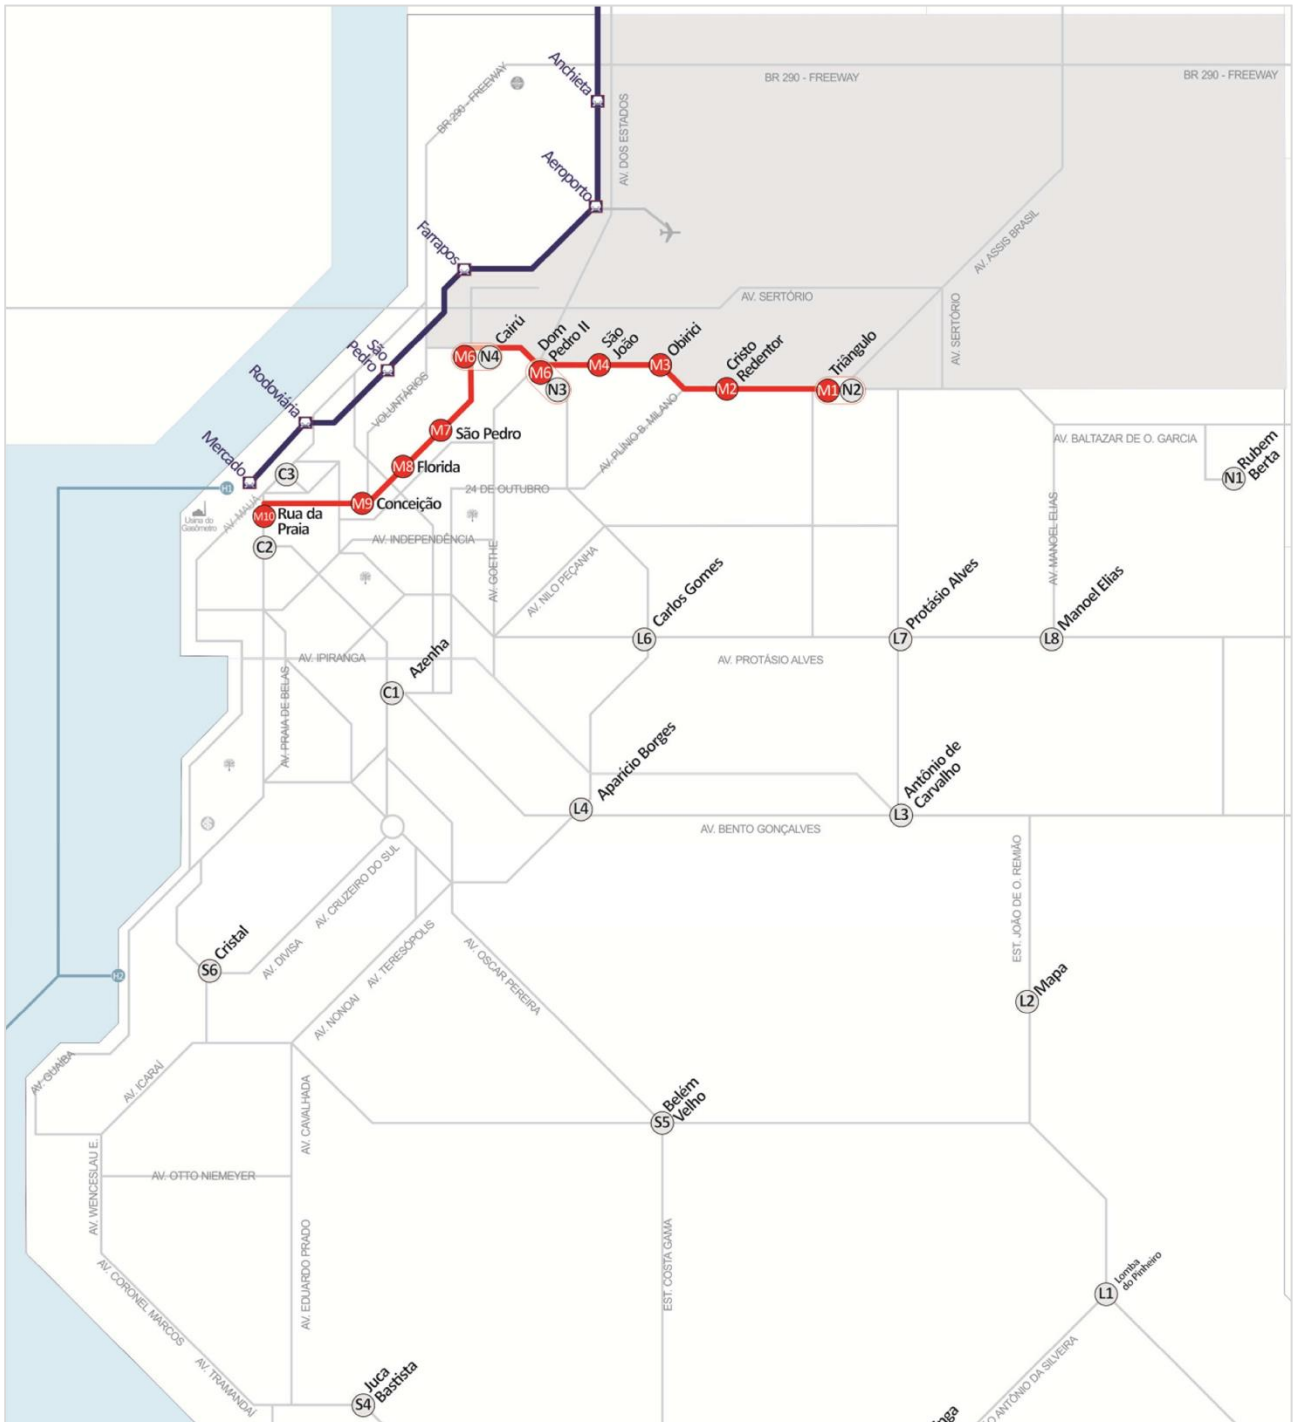 Anchieta
BR 290 - FREEWAY
BR 290 - FREEWAY
BR 290 - FREEWAY
AV. DOS ESTADOS
Aeroporto
Farrapos
AV. ASSIS BRASIL
AV. SERTÓRIO
AV. SERTÓRIO
São
Pedro
M6
N4
Cairú
Dom
Pedro II
M6
N3
São
João
M4
Obirici
M3
Cristo
Redentor
M2
Triângulo
M1
N2
VOLUNTÁRIOS
Rodoviária
Mercado
M7
São Pedro
AV. PLÍNIO B. MILANO
AV. BALTAZAR DE O. GARCIA
Rubem
Berta
N1
C3
M8
Florida
H1
24 DE OUTUBRO
Usina do
Gasômetro
AV. MAUÁ
M10
Rua da
Praia
M9
Conceição
C2
AV. INDEPENDÊNCIA
AV. GOETHE
AV. NILO PEÇANHA
AV. MANOEL ELIAS
Carlos Gomes
L6
Protásio Alves
L7
Manoel Elias
L8
AV. IPIRANGA
Azenha
C1
AV. PROTÁSIO ALVES
AV. PRAIA DE BELAS
Aparício Borges
L4
Antônio de
Carvalho
L3
AV. BENTO GONÇALVES
AV. CRUZEIRO DO SUL
EST. JOÃO DE O. REMIÃO
Cristal
S6
H2
AV. DIVISA
AV. TERESÓPOLIS
AV. OSCAR PEREIRA
AV. NONOAI
Mapa
L2
AV. GUAÍBA
AV. ICARAÍ
AV. CAVALHADA
Belém
Velho
S5
AV. WENCESLAU E.
AV. OTTO NIEMEYER
AV. EDUARDO PRADO
EST. COSTA GAMA
Lomba
do Pinheiro
L1
AV. CORONEL MARCOS
AV. TRAMANDAÍ
Juca
Bastista
S4
O ANTÔNIO DA SILVEIRA
nga